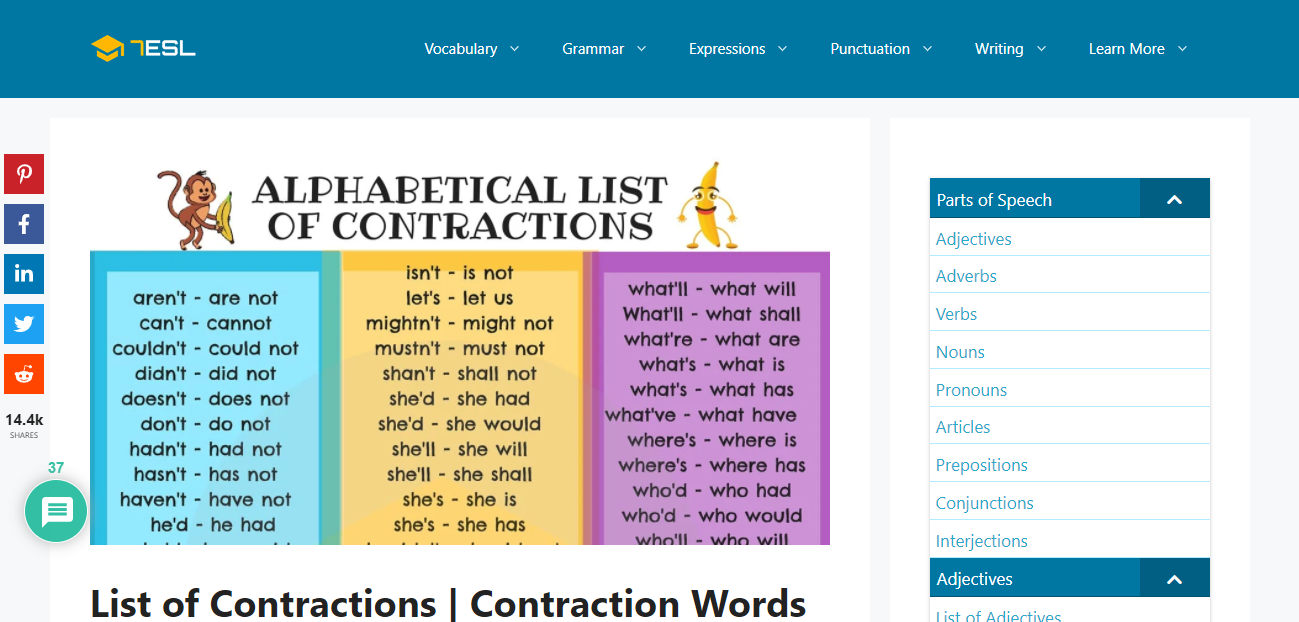 7ESL
Vocabulary Grammar Expressions Punctuation Writing Learn More
14.4k
SHARES
37
ALPHABETICAL LIST
OF CONTRACTIONS
aren't - are not
can't - cannot
couldn't - could not
didn't - did not
doesn't - does not
don't - do not
hadn't - had not
hasn't - has not
haven't - have not
he'd - he had
isn't - is not
let's - let us
mightn't - might not
mustn't - must not
shan't - shall not
she'd - she had
she'd - she would
she'll - she will
she'll - she shall
she's - she is
she's - she has
what'll - what will
What'll - what shall
what're - what are
what's - what is
what's - what has
what've - what have
where's - where is
where's - where has
who'd - who had
who'd - who would
who'll - who will
List of Contractions | Contraction Words
Parts of Speech
Adjectives
Adverbs
Verbs
Nouns
Pronouns
Articles
Prepositions
Conjunctions
Interjections
Adjectives
List of Adjectives